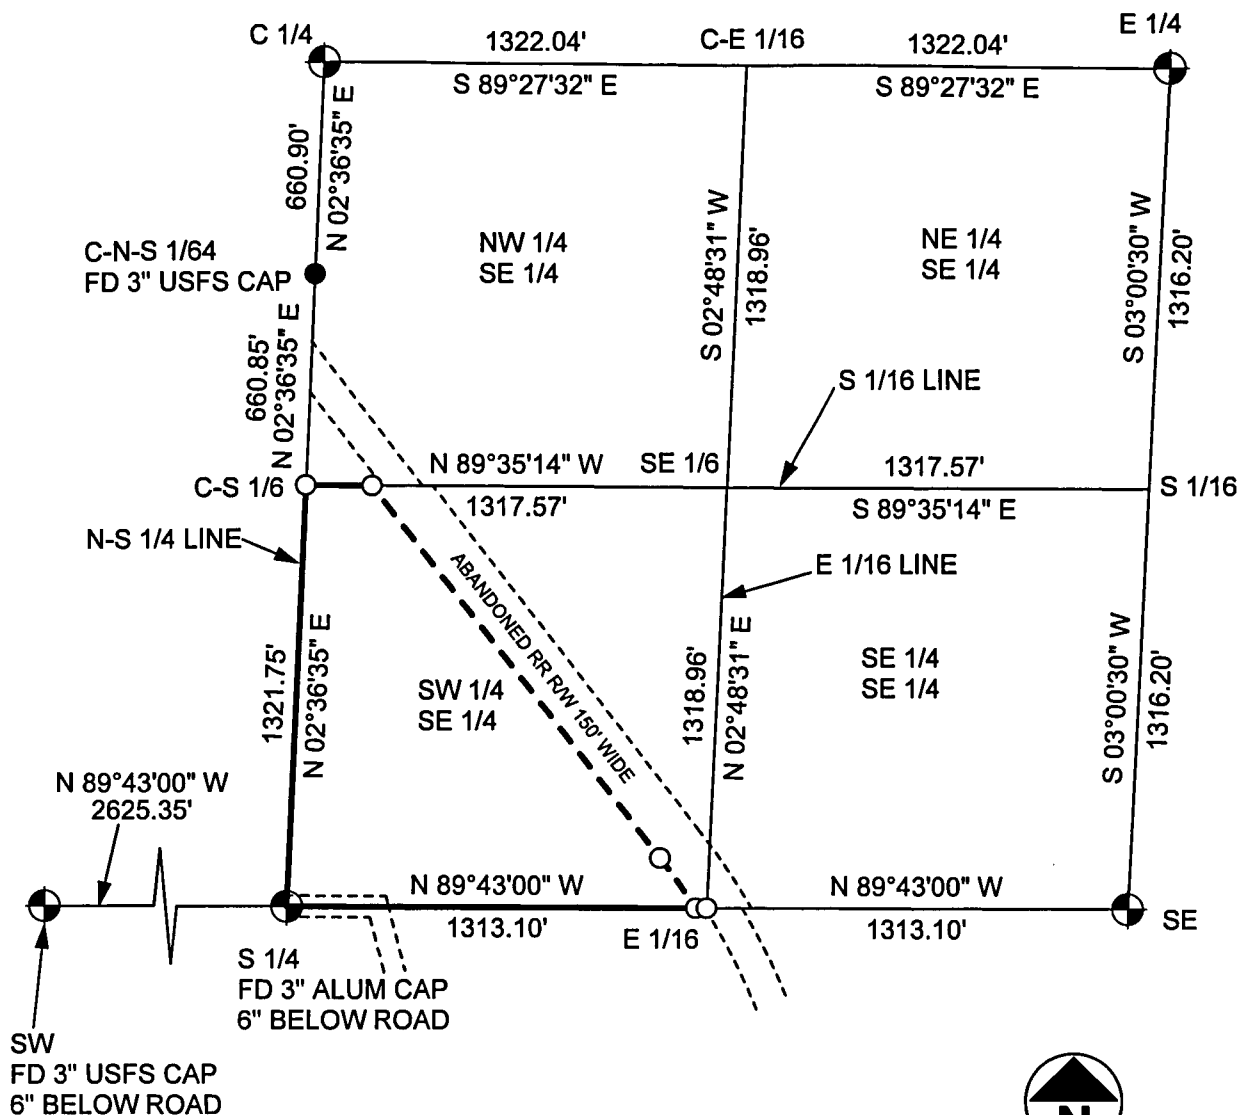 C 1/4
1322.04'
C-E 1/16
1322.04'
E 1/4
S 89°27'32" E
S 89°27'32" E
660.90'
N 02°36'35" E
C-N-S 1/64
FD 3" USFS CAP
NW 1/4
SE 1/4
S 02°48'31" W
1318.96'
NE 1/4
SE 1/4
S 03°00'30" W
1316.20'
660.85'
N 02°36'35" E
S 1/16 LINE
C-S 1/6
N 89°35'14" W
1317.57'
SE 1/6
1317.57'
S 89°35'14" E
S 1/16
N-S 1/4 LINE
E 1/16 LINE
ABANDONED RR R/W 150' WIDE
1321.75'
N 02°36'35" E
SW 1/4
SE 1/4
1318.96'
N 02°48'31" E
SE 1/4
SE 1/4
S 03°00'30" W
1316.20'
N 89°43'00" W
2625.35'
N 89°43'00" W
1313.10'
E 1/16
N 89°43'00" W
1313.10'
SE
S 1/4
FD 3" ALUM CAP
6" BELOW ROAD
SW
FD 3" USFS CAP
6" BELOW ROAD
N